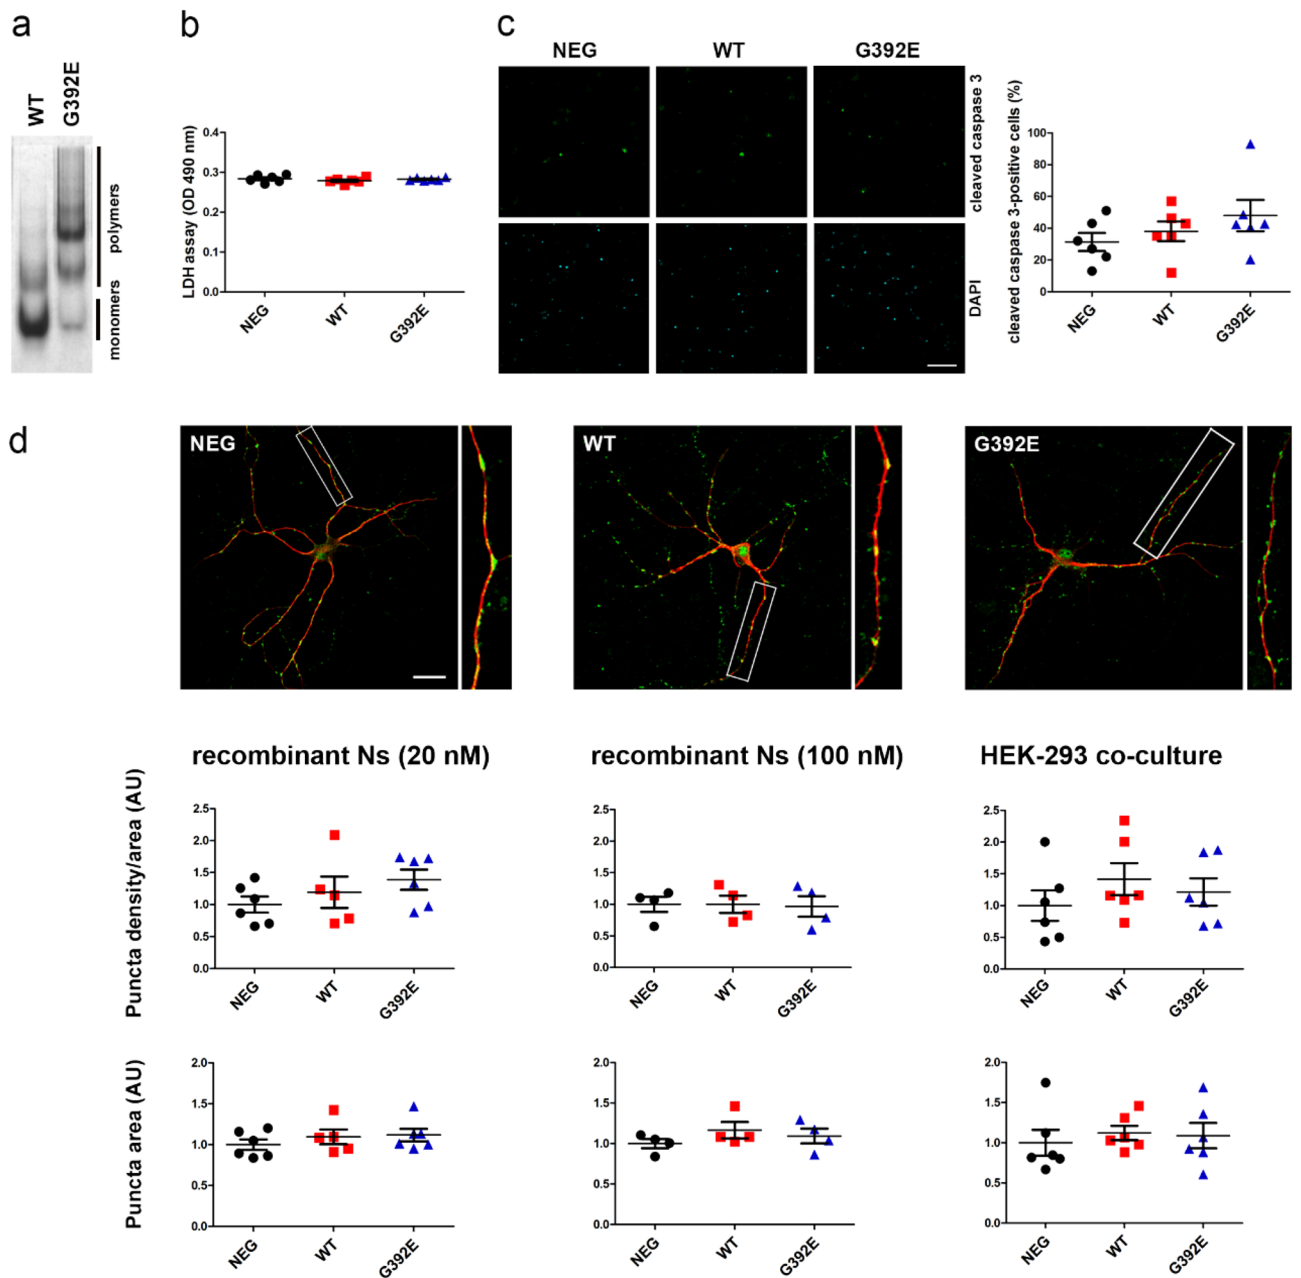 a
WT
G392E
polymers
monomers
b
LDH assay (OD 490 nm)
0.4
0.3
0.2
0.1
0.0
NEG
WT
G392E
c
NEG
WT
G392E
cleaved caspase 3
DAPI
cleaved caspase 3-positive cells (%)
100
80
60
40
20
0
NEG
WT
G392E
d
NEG
WT
G392E
recombinant Ns (20 nM)
recombinant Ns (100 nM)
HEK-293 co-culture
Puncta density/area (AU)
2.5
2.0
1.5
1.0
0.5
0.0
NEG
WT
G392E
2.5
2.0
1.5
1.0
0.5
0.0
NEG
WT
G392E
2.5
2.0
1.5
1.0
0.5
0.0
NEG
WT
G392E
Puncta area (AU)
2.0
1.5
1.0
0.5
0.0
NEG
WT
G392E
2.0
1.5
1.0
0.5
0.0
NEG
WT
G392E
2.0
1.5
1.0
0.5
0.0
NEG
WT
G392E